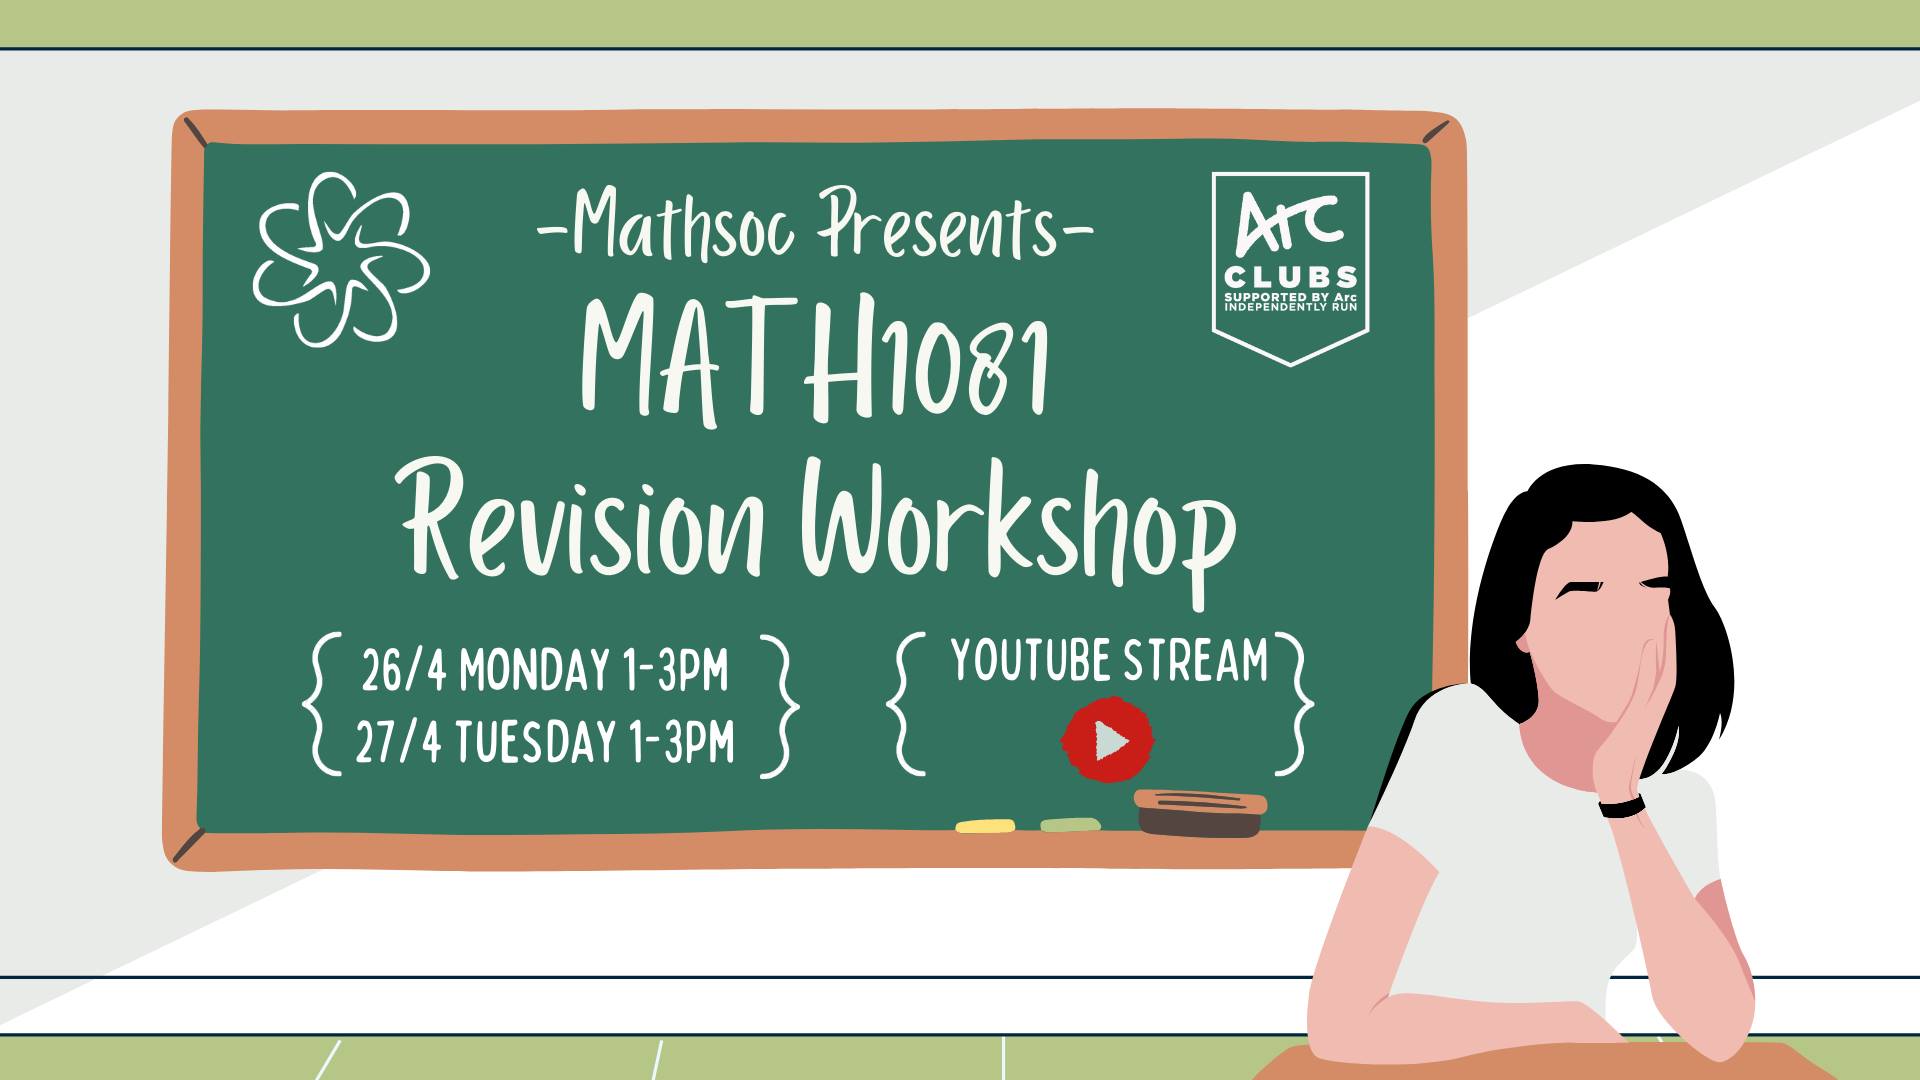 -Mathsoc Presents-
MATH1081
Revision Workshop
26/4 MONDAY 1-3PM
27/4 TUESDAY 1-3PM
YOUTUBE STREAM
Arc
CLUBS
SUPPORTED BY Arc
INDEPENDENTLY RUN